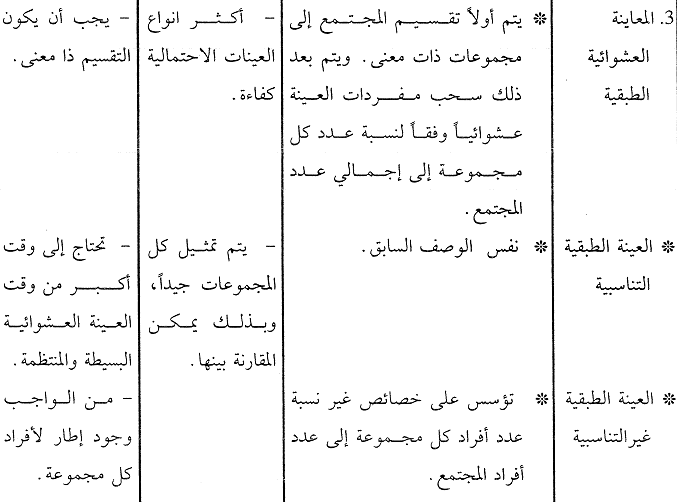 3. المعاينة
العشوائية
الطبقية
❊ يتم أولاً تقسيم المجتمع إلى
مجموعات ذات معنى. ويتم بعد
ذلك سحب مفردات العينة
عشوائياً وفقاً لنسبة عدد كل
مجموعة إلى إجمالي عدد
المجتمع.
- أكثر انواع
العينات الاحتمالية
كفاءة.
- يجب أن يكون
التقسيم ذا معنى.
❊ العينة الطبقية
التناسبية
❊ نفس الوصف السابق.
- يتم تمثيل كل
المجموعات جيداً،
وبذلك يمكن
المقارنة بينها.
- تحتاج إلى وقت
أكبر من وقت
العينة العشوائية
البسيطة والمنتظمة.
❊ العينة الطبقية
غيرالتناسبية
❊ تؤسس على خصائص غير نسبة
عدد أفراد كل مجموعة إلى عدد
أفراد المجتمع.
- من الواجب
وجود إطار لأفراد
كل مجموعة.